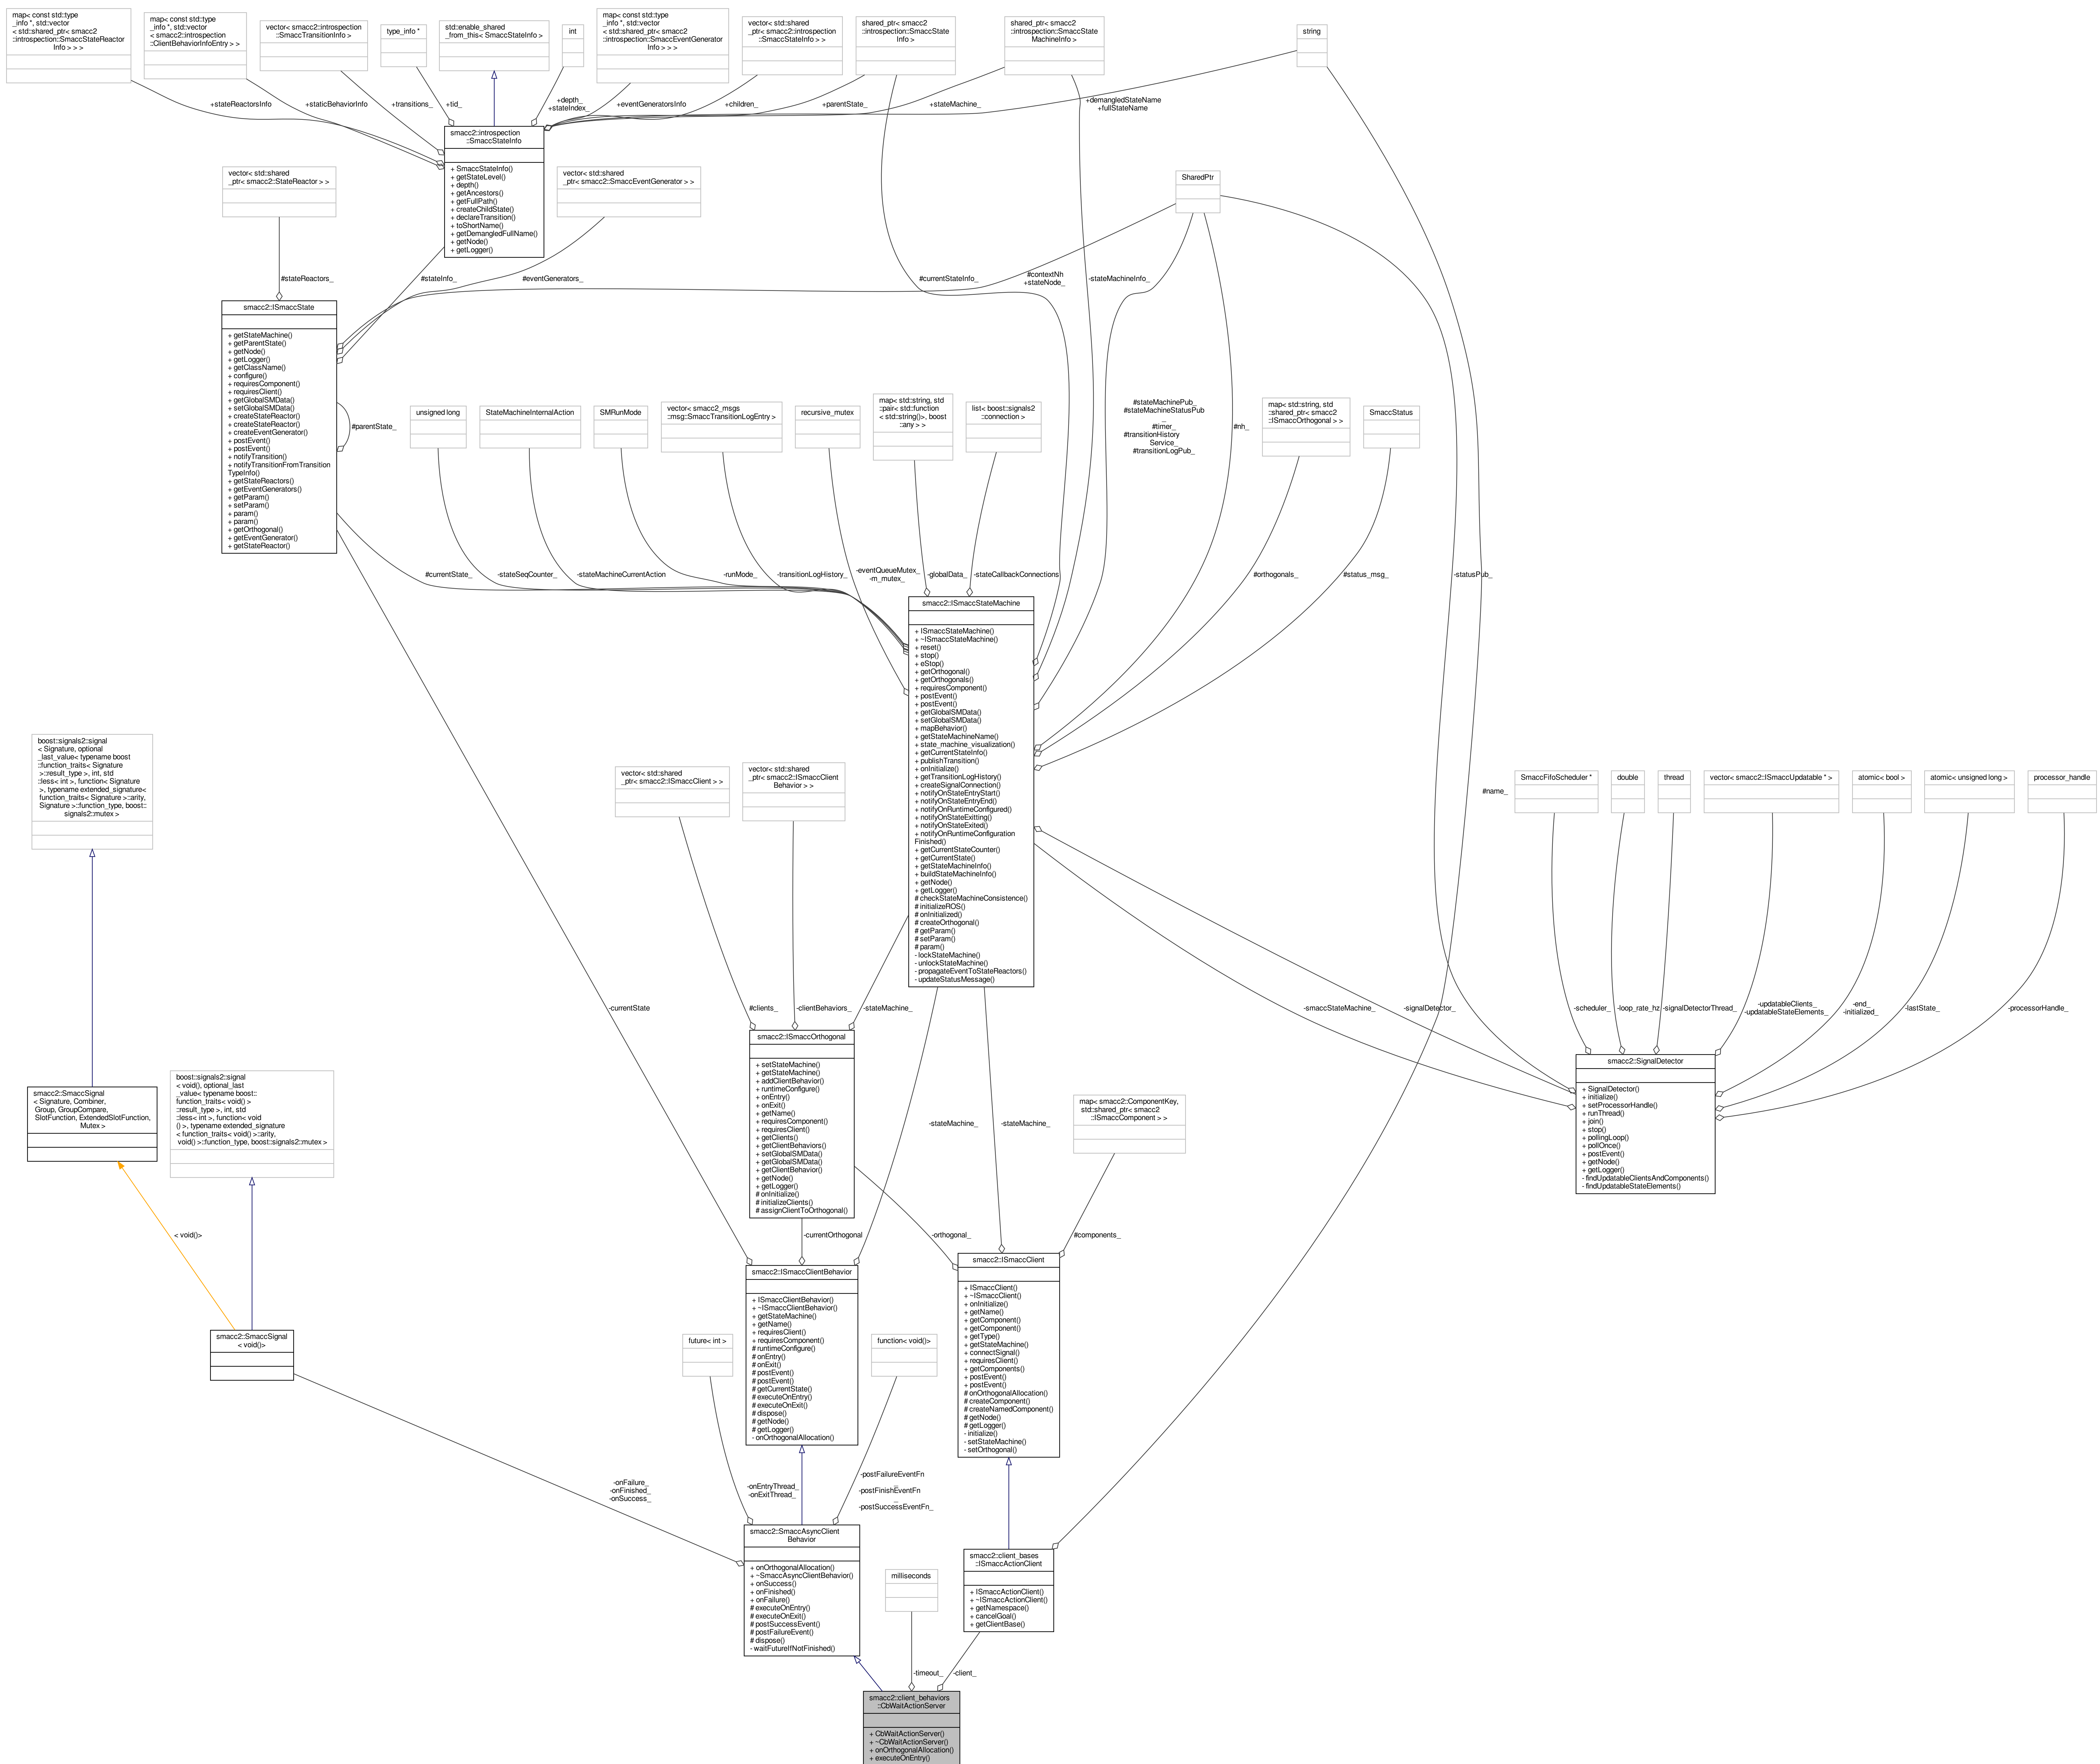 map< const std::type
_info *, std::vector
< std::shared_ptr< smacc2
::introspection::SmaccStateReactor
Info > > >
map< const std::type
_info *, std::vector
< smacc2::introspection
::ClientBehaviorInfoEntry > >
vector< smacc2::introspection
::SmaccTransitionInfo >
type_info *
std::enable_shared
_from_this< SmaccStateInfo >
int
map< const std::type
_info *, std::vector
< std::shared_ptr< smacc2
::introspection::SmaccEventGenerator
Info > > >
vector< std::shared
_ptr< smacc2::introspection
::SmaccStateInfo > >
shared_ptr< smacc2
::introspection::SmaccState
Info >
shared_ptr< smacc2
::introspection::SmaccState
MachineInfo >
string
+stateReactorsInfo
+staticBehaviorInfo
+transitions_
+tid_
+depth_
+stateIndex_
+eventGeneratorsInfo
+children_
+parentState_
+stateMachine_
+demangledStateName
+fullStateName
smacc2::introspection
::SmaccStateInfo
+ SmaccStateInfo()
+ getStateLevel()
+ depth()
+ getAncestors()
+ getFullPath()
+ createChildState()
+ declareTransition()
+ toShortName()
+ getDemangledFullName()
+ getNode()
+ getLogger()
vector< std::shared
_ptr< smacc2::StateReactor > >
vector< std::shared
_ptr< smacc2::SmaccEventGenerator > >
SharedPtr
#stateReactors_
#stateInfo_
#eventGenerators_
#currentStateInfo_
#contextNh
+stateNode_
-stateMachineInfo_
smacc2::ISmaccState
+ getStateMachine()
+ getParentState()
+ getNode()
+ getLogger()
+ getClassName()
+ configure()
+ requiresComponent()
+ requiresClient()
+ getGlobalSMData()
+ setGlobalSMData()
+ createStateReactor()
+ createStateReactor()
+ createEventGenerator()
+ postEvent()
+ postEvent()
+ notifyTransition()
+ notifyTransitionFromTransition
TypeInfo()
+ getStateReactors()
+ getEventGenerators()
+ getParam()
+ setParam()
+ param()
+ param()
+ getOrthogonal()
+ getEventGenerator()
+ getStateReactor()
#parentState_
unsigned long
StateMachineInternalAction
SMRunMode
vector< smacc2_msgs
::msg::SmaccTransitionLogEntry >
recursive_mutex
map< std::string, std
::pair< std::function
< std::string()>, boost
::any > >
list< boost::signals2
::connection >
#stateMachinePub_
#stateMachineStatusPub
_
#timer_
#transitionHistory
Service_
#transitionLogPub_
#nh_
map< std::string, std
::shared_ptr< smacc2
::ISmaccOrthogonal > >
SmaccStatus
#currentState_
-stateSeqCounter_
-stateMachineCurrentAction
-runMode_
-transitionLogHistory_
-eventQueueMutex_
-m_mutex_
-globalData_
-stateCallbackConnections
#orthogonals_
#status_msg_
-statusPub_
smacc2::ISmaccStateMachine
+ ISmaccStateMachine()
+ ~ISmaccStateMachine()
+ reset()
+ stop()
+ eStop()
+ getOrthogonal()
+ getOrthogonals()
+ requiresComponent()
+ postEvent()
+ postEvent()
+ getGlobalSMData()
+ setGlobalSMData()
+ mapBehavior()
+ getStateMachineName()
+ state_machine_visualization()
+ getCurrentStateInfo()
+ publishTransition()
+ onInitialize()
+ getTransitionLogHistory()
+ createSignalConnection()
+ notifyOnStateEntryStart()
+ notifyOnStateEntryEnd()
+ notifyOnRuntimeConfigured()
+ notifyOnStateExitting()
+ notifyOnStateExited()
+ notifyOnRuntimeConfiguration
Finished()
+ getCurrentStateCounter()
+ getCurrentState()
+ getStateMachineInfo()
+ buildStateMachineInfo()
+ getNode()
+ getLogger()
# checkStateMachineConsistence()
# initializeROS()
# onInitialized()
# createOrthogonal()
# getParam()
# setParam()
# param()
- lockStateMachine()
- unlockStateMachine()
- propagateEventToStateReactors()
- updateStatusMessage()
boost::signals2::signal
< Signature, optional
_last_value< typename boost
::function_traits< Signature
>::result_type >, int, std
::less< int >, function< Signature
>, typename extended_signature<
function_traits< Signature >::arity,
Signature >::function_type, boost::
signals2::mutex >
vector< std::shared
_ptr< smacc2::ISmaccClient > >
vector< std::shared
_ptr< smacc2::ISmaccClient
Behavior > >
#name_
SmaccFifoScheduler *
double
thread
vector< smacc2::ISmaccUpdatable * >
atomic< bool >
atomic< unsigned long >
processor_handle
-currentState
#clients_
-clientBehaviors_
-stateMachine_
-smaccStateMachine_
-signalDetector_
-scheduler_
-loop_rate_hz
-signalDetectorThread_
-updatableClients_
-updatableStateElements_
-end_
-initialized_
-lastState_
-processorHandle_
smacc2::SmaccSignal
< Signature, Combiner,
Group, GroupCompare,
SlotFunction, ExtendedSlotFunction,
Mutex >
boost::signals2::signal
< void(), optional_last
_value< typename boost::
function_traits< void() >
::result_type >, int, std
::less< int >, function< void
() >, typename extended_signature
< function_traits< void() >::arity,
void() >::function_type, boost::signals2::mutex >
smacc2::ISmaccOrthogonal
+ setStateMachine()
+ getStateMachine()
+ addClientBehavior()
+ runtimeConfigure()
+ onEntry()
+ onExit()
+ getName()
+ requiresComponent()
+ requiresClient()
+ getClients()
+ getClientBehaviors()
+ setGlobalSMData()
+ getGlobalSMData()
+ getClientBehavior()
+ getNode()
+ getLogger()
# onInitialize()
# initializeClients()
# assignClientToOrthogonal()
-stateMachine_
-stateMachine_
map< smacc2::ComponentKey,
std::shared_ptr< smacc2
::ISmaccComponent > >
smacc2::SignalDetector
+ SignalDetector()
+ initialize()
+ setProcessorHandle()
+ runThread()
+ join()
+ stop()
+ pollingLoop()
+ pollOnce()
+ postEvent()
+ getNode()
+ getLogger()
- findUpdatableClientsAndComponents()
- findUpdatableStateElements()
< void()>
-currentOrthogonal
-orthogonal_
#components_
smacc2::SmaccSignal
< void()>
future< int >
smacc2::ISmaccClientBehavior
+ ISmaccClientBehavior()
+ ~ISmaccClientBehavior()
+ getStateMachine()
+ getName()
+ requiresClient()
+ requiresComponent()
# runtimeConfigure()
# onEntry()
# onExit()
# postEvent()
# postEvent()
# getCurrentState()
# executeOnEntry()
# executeOnExit()
# dispose()
# getNode()
# getLogger()
- onOrthogonalAllocation()
function< void()>
smacc2::ISmaccClient
+ ISmaccClient()
+ ~ISmaccClient()
+ onInitialize()
+ getName()
+ getComponent()
+ getComponent()
+ getType()
+ getStateMachine()
+ connectSignal()
+ requiresClient()
+ getComponents()
+ postEvent()
+ postEvent()
# onOrthogonalAllocation()
# createComponent()
# createNamedComponent()
# getNode()
# getLogger()
- initialize()
- setStateMachine()
- setOrthogonal()
-onFailure_
-onFinished_
-onSuccess_
-onEntryThread_
-onExitThread_
-postFailureEventFn
_
-postFinishEventFn
_
-postSuccessEventFn_
smacc2::SmaccAsyncClient
Behavior
+ onOrthogonalAllocation()
+ ~SmaccAsyncClientBehavior()
+ onSuccess()
+ onFinished()
+ onFailure()
# executeOnEntry()
# executeOnExit()
# postSuccessEvent()
# postFailureEvent()
# dispose()
- waitFutureIfNotFinished()
milliseconds
smacc2::client_bases
::ISmaccActionClient
+ ISmaccActionClient()
+ ~ISmaccActionClient()
+ getNamespace()
+ cancelGoal()
+ getClientBase()
-timeout_
-client_
smacc2::client_behaviors
::CbWaitActionServer
+ CbWaitActionServer()
+ ~CbWaitActionServer()
+ onOrthogonalAllocation()
+ executeOnEntry()